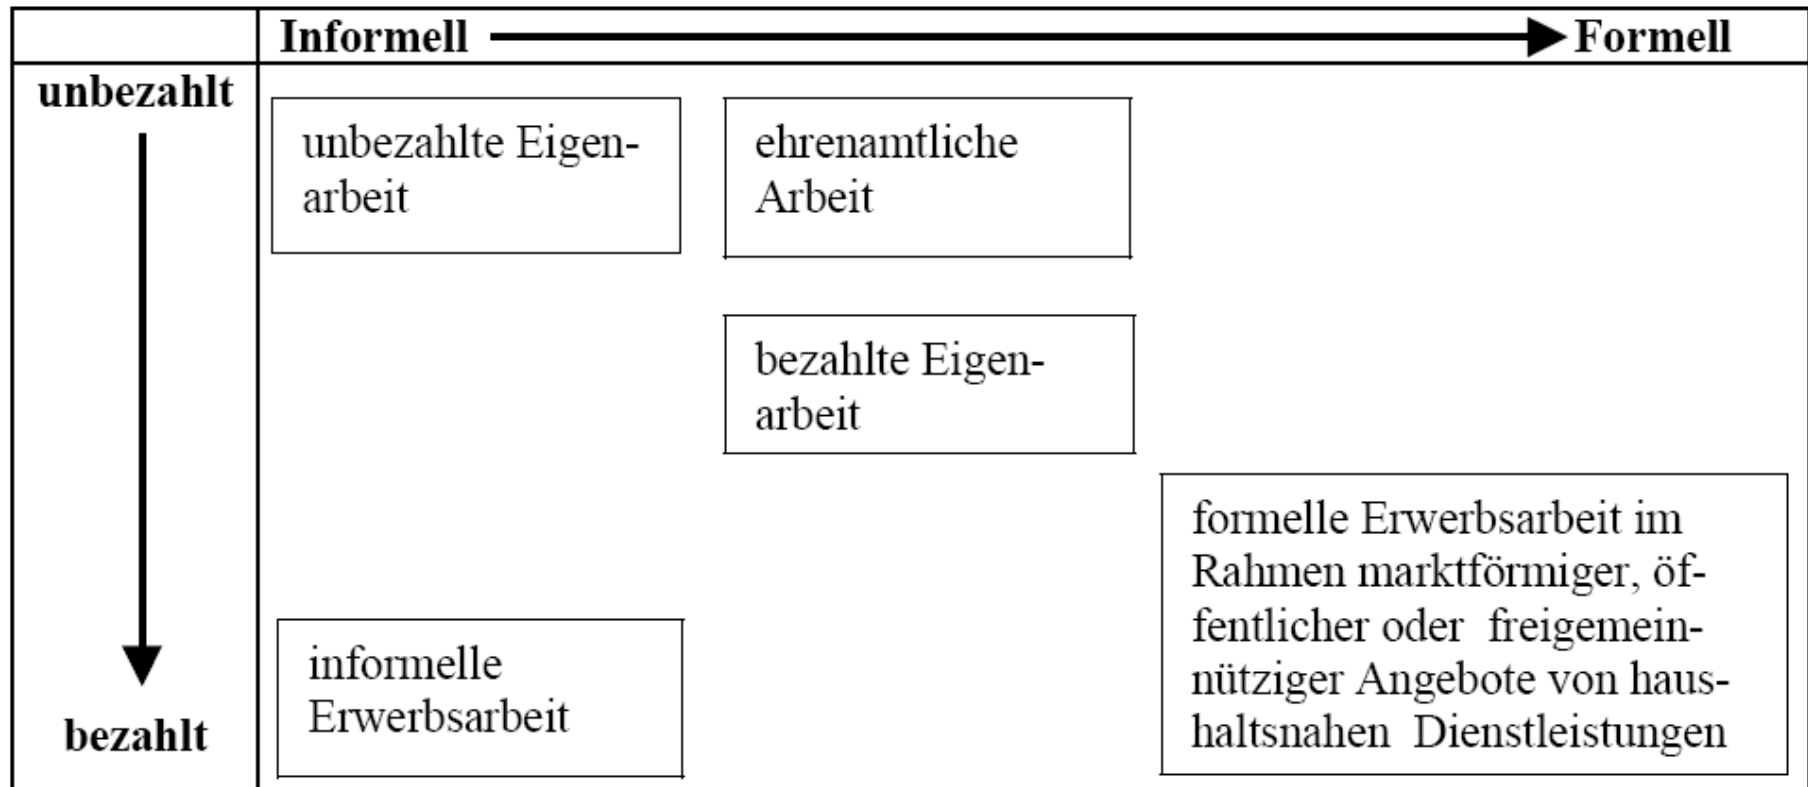 Informell Formell
unbezahlt
unbezahlte Eigen-
arbeit
ehrenamtliche
Arbeit
bezahlte Eigen-
arbeit
formelle Erwerbsarbeit im
Rahmen marktförmiger, öf-
fentlicher oder freigemein-
nütziger Angebote von haus-
haltsnahen Dienstleistungen
informelle
Erwerbsarbeit
bezahlt